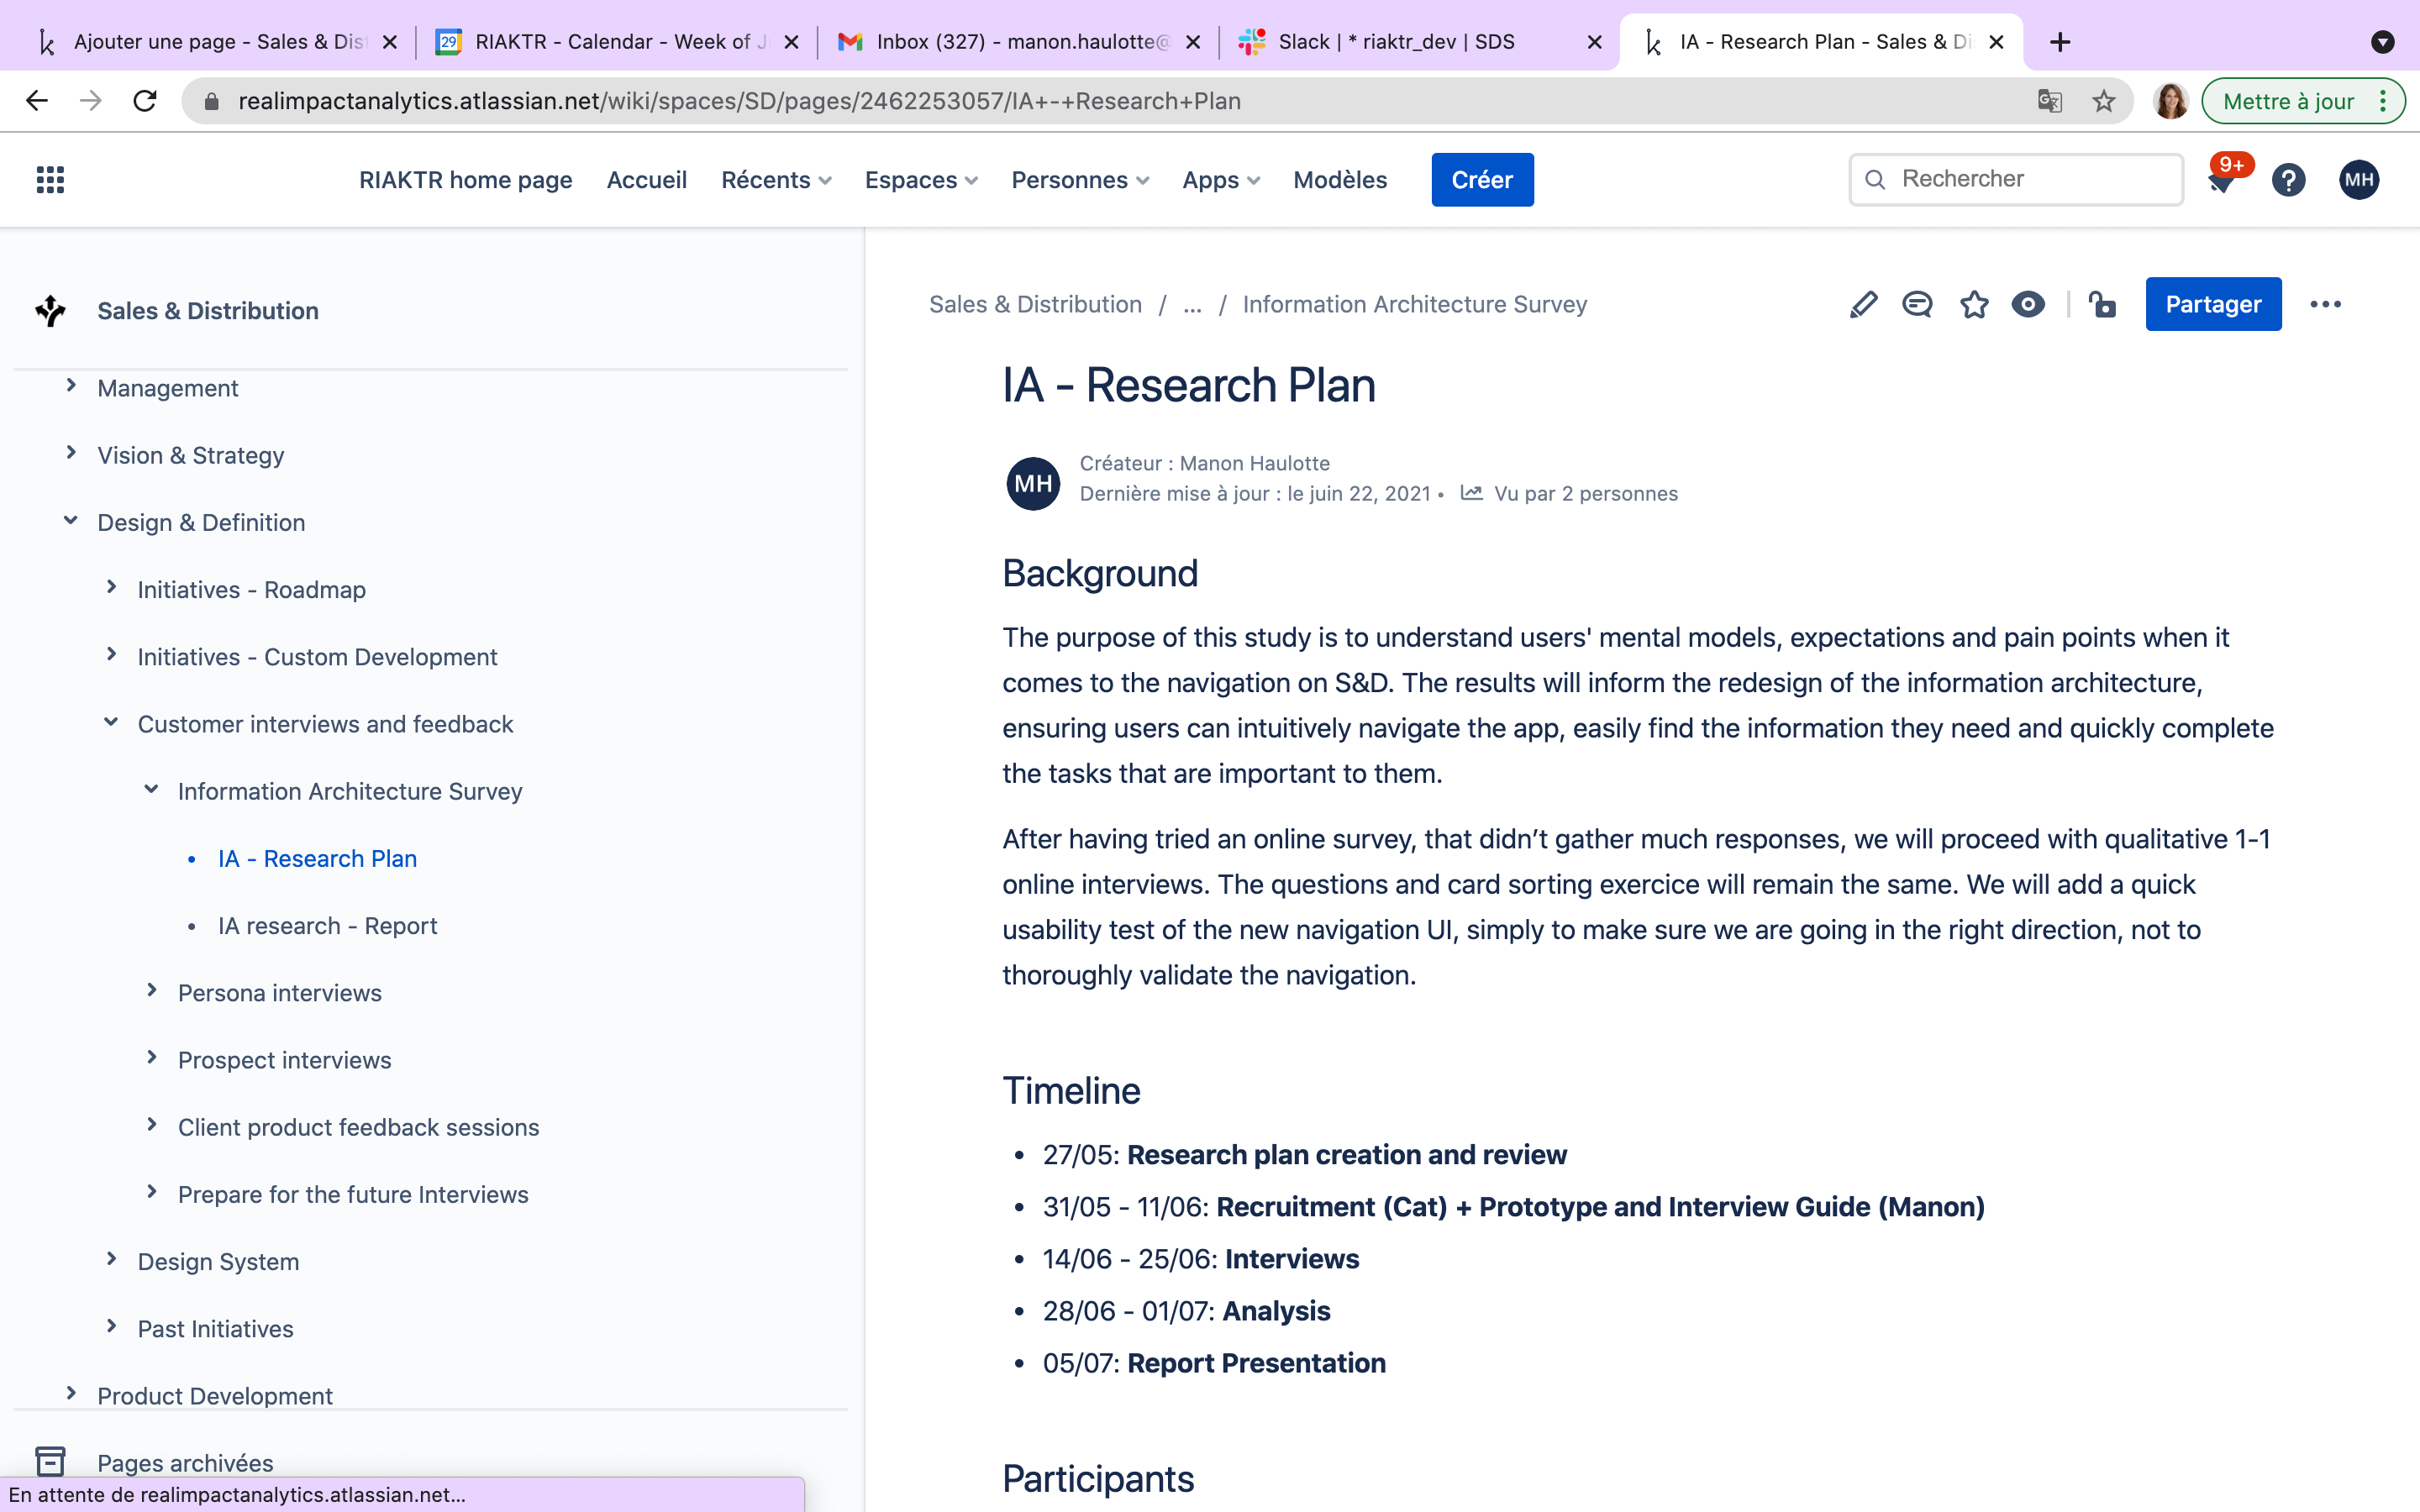 Ajouter une page - Sales & Dis
RIAKTR - Calendar - Week of J
Inbox (327) - manon.haulotte@
Slack | * riaktr_dev | SDS
IA - Research Plan - Sales & Di
realimpactanalytics.atlassian.net/wiki/spaces/SD/pages/2462253057/IA+-+Research+Plan
Mettre à jour
RIAKTR home page
Accueil
Récents
Espaces
Personnes
Apps
Modèles
Créer
Rechercher
9+
MH
Sales & Distribution
Management
Vision & Strategy
Design & Definition
Initiatives - Roadmap
Initiatives - Custom Development
Customer interviews and feedback
Information Architecture Survey
IA - Research Plan
IA research - Report
Persona interviews
Prospect interviews
Client product feedback sessions
Prepare for the future Interviews
Design System
Past Initiatives
Product Development
Pages archivées
En attente de realimpactanalytics.atlassian.net...
Sales & Distribution / ... / Information Architecture Survey
Partager
IA - Research Plan
MH
Créateur : Manon Haulotte
Dernière mise à jour : le juin 22, 2021 • Vu par 2 personnes
Background
The purpose of this study is to understand users' mental models, expectations and pain points when it
comes to the navigation on S&D. The results will inform the redesign of the information architecture,
ensuring users can intuitively navigate the app, easily find the information they need and quickly complete
the tasks that are important to them.
After having tried an online survey, that didn’t gather much responses, we will proceed with qualitative 1-1
online interviews. The questions and card sorting exercice will remain the same. We will add a quick
usability test of the new navigation UI, simply to make sure we are going in the right direction, not to
thoroughly validate the navigation.
Timeline
• 27/05: Research plan creation and review
• 31/05 - 11/06: Recruitment (Cat) + Prototype and Interview Guide (Manon)
• 14/06 - 25/06: Interviews
• 28/06 - 01/07: Analysis
• 05/07: Report Presentation
Participants